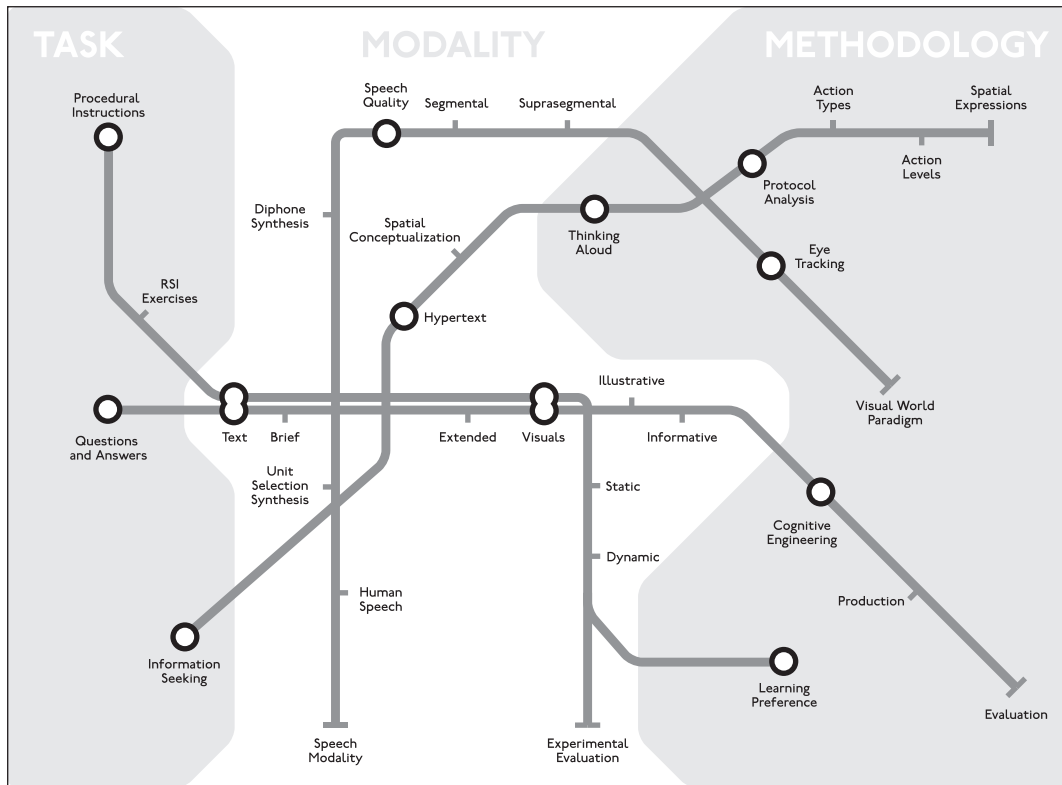 TASK
MODALITY
METHODOLOGY
Procedural
Instructions
Speech
Quality
Segmental
Suprasegmental
Action
Types
Spatial
Expressions
Action
Levels
Protocol
Analysis
Diphone
Synthesis
Spatial
Conceptualization
Thinking
Aloud
Eye
Tracking
RSI
Exercises
Hypertext
Illustrative
Visual World
Paradigm
Questions
and Answers
Text
Brief
Extended
Visuals
Informative
Unit
Selection
Synthesis
Static
Cognitive
Engineering
Dynamic
Human
Speech
Production
Information
Seeking
Learning
Preference
Evaluation
Speech
Modality
Experimental
Evaluation